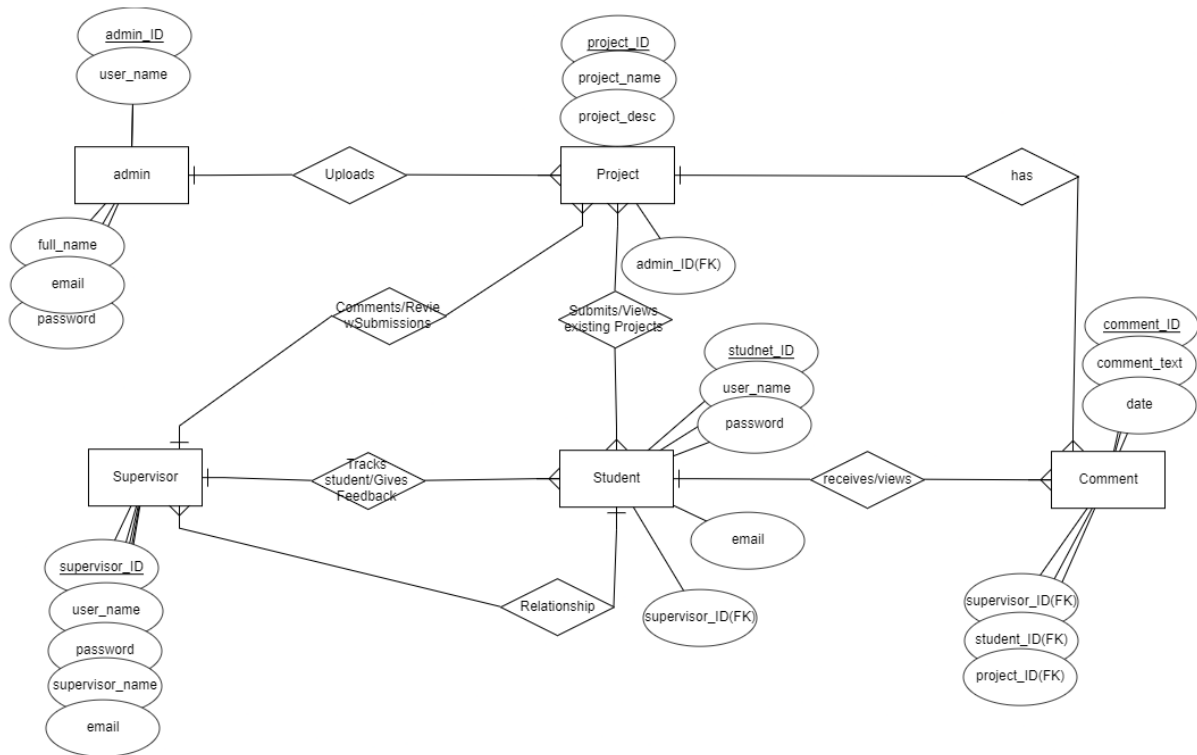 admin_ID
user_name
admin
full_name
email
password
Uploads
project_ID
project_name
project_desc
Project
admin_ID(FK)
has
Comments/Revie
wSubmissions
Submits/Views
existing Projects
studnet_ID
user_name
password
comment_ID
comment_text
date
Supervisor
Tracks
student/Gives
Feedback
Student
receives/views
Comment
email
supervisor_ID(FK)
Relationship
supervisor_ID
user_name
password
supervisor_name
email
supervisor_ID(FK)
student_ID(FK)
project_ID(FK)